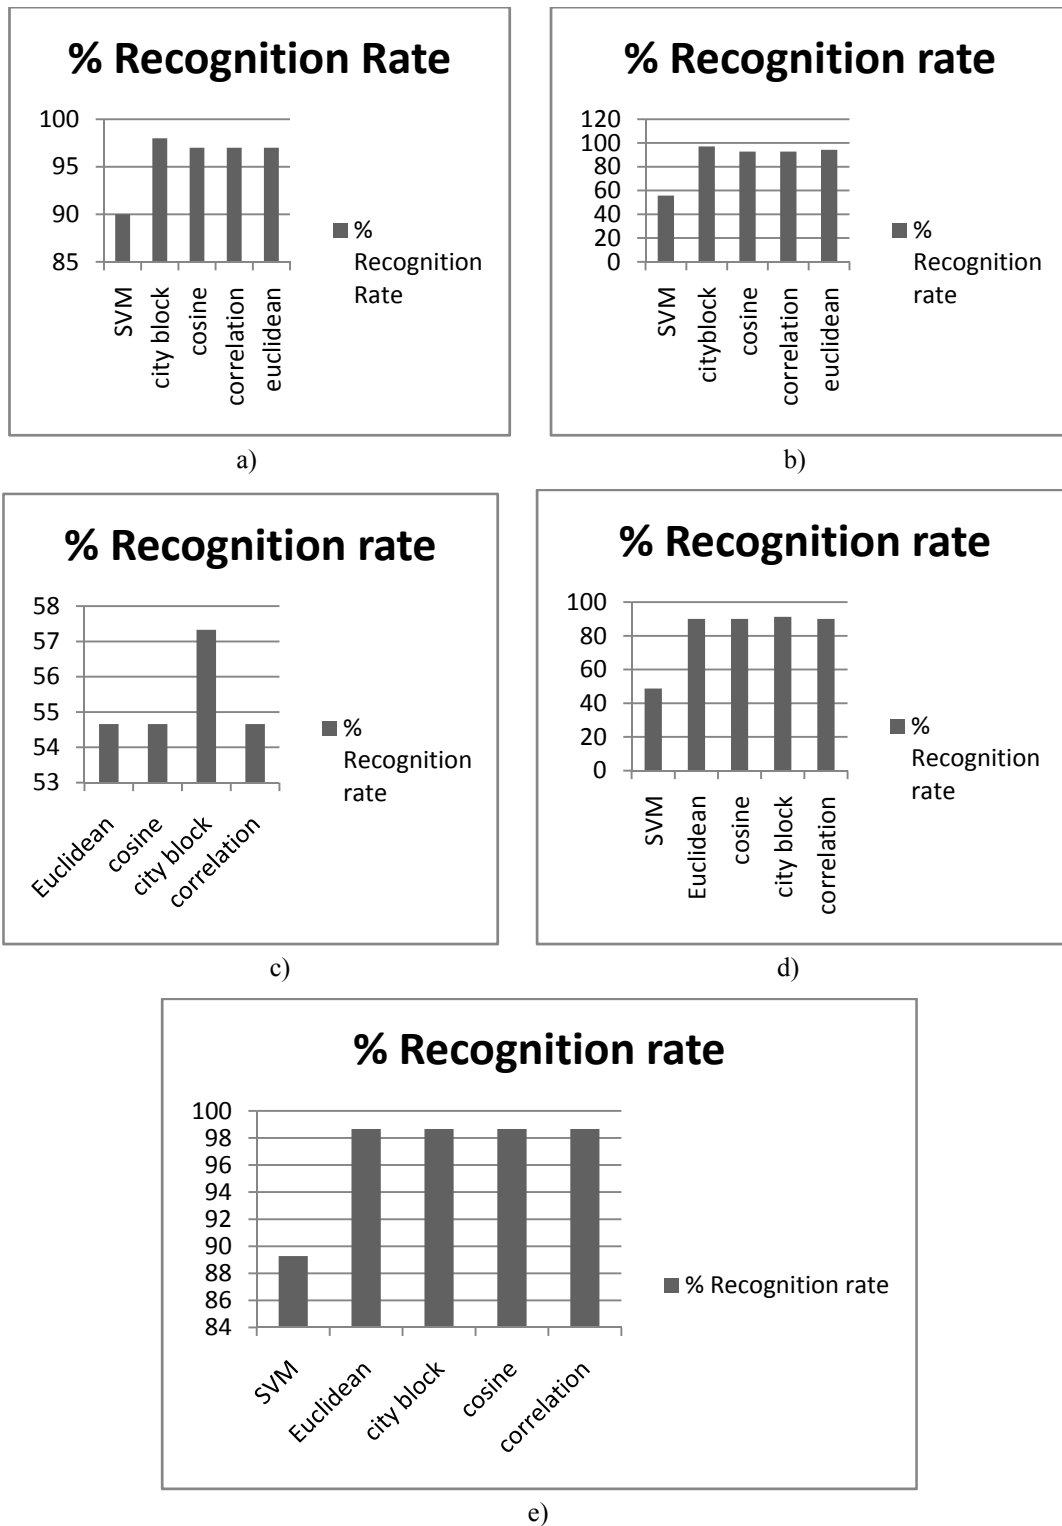 % Recognition Rate
100
95
90
85
SVM
city block
cosine
correlation
euclidean
%
Recognition
Rate
a)
% Recognition rate
120
100
80
60
40
20
0
SVM
cityblock
cosine
correlation
euclidean
%
Recognition
rate
b)
% Recognition rate
58
57
56
55
54
53
Euclidean
cosine
city block
correlation
%
Recognition
rate
c)
% Recognition rate
100
80
60
40
20
0
SVM
Euclidean
cosine
city block
correlation
%
Recognition
rate
d)
% Recognition rate
100
98
96
94
92
90
88
86
84
SVM
Euclidean
city block
cosine
correlation
% Recognition rate
e)